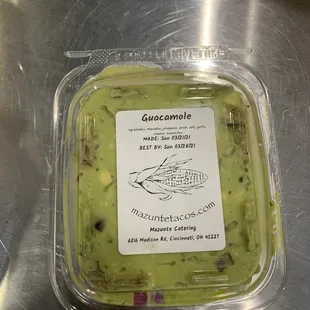 Guacamole
MADE: Sun 03/21/21
BEST BY: Sun 03/28/21
mazuntetacos.com
Mazunte Catering
6216 Madison Rd, Cincinnati, OH 45227